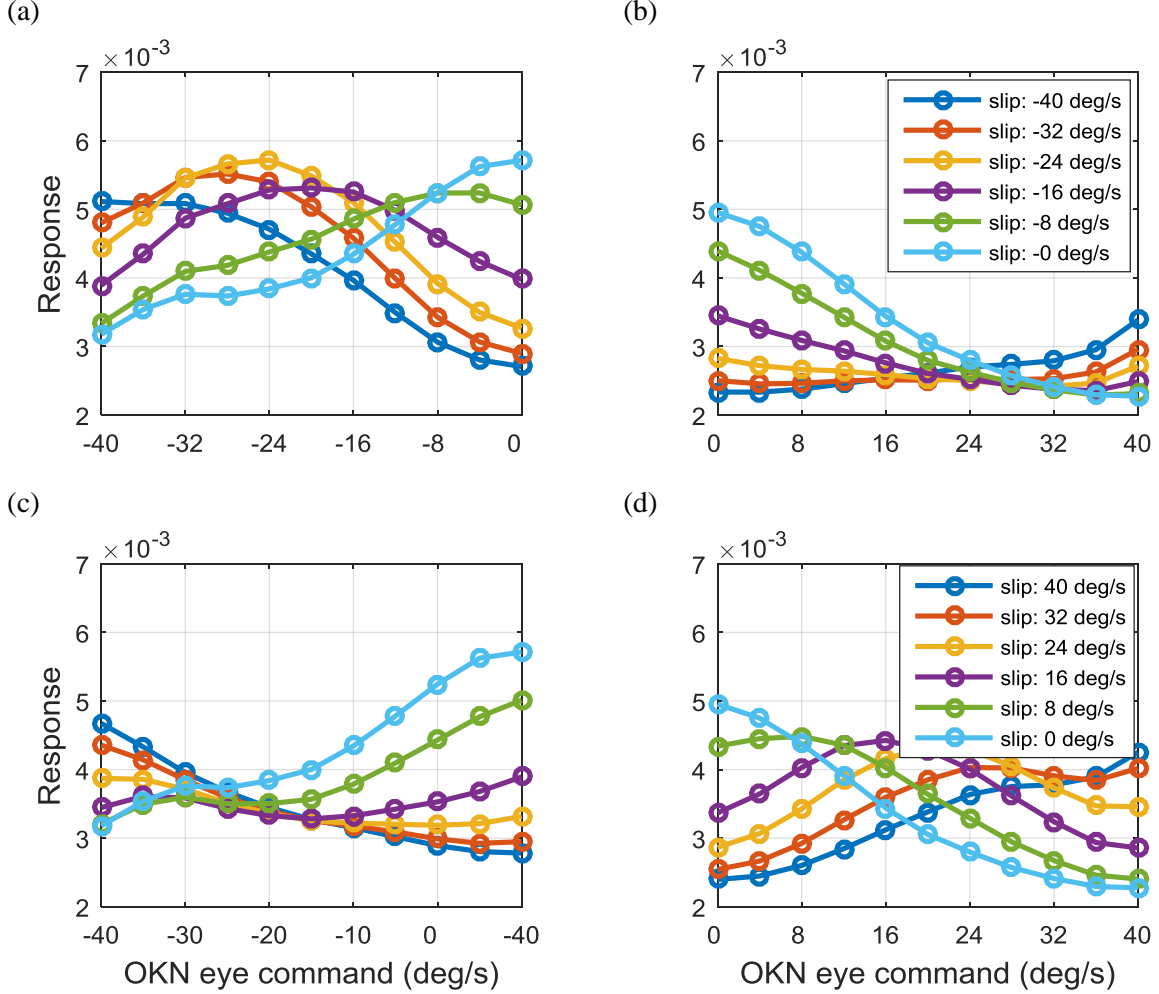 (a)
(b)
× 10-3
7
6
5
4
3
2
Response
-40
-32
-24
-16
-8
0
7
6
5
4
3
2
0
8
16
24
32
40
slip: -40 deg/s
slip: -32 deg/s
slip: -24 deg/s
slip: -16 deg/s
slip: -8 deg/s
slip: -0 deg/s
(c)
(d)
× 10-3
7
6
5
4
3
2
Response
-40
-30
-20
-10
0
-40
OKN eye command (deg/s)
× 10-3
7
6
5
4
3
2
0
8
16
24
32
40
OKN eye command (deg/s)
slip: 40 deg/s
slip: 32 deg/s
slip: 24 deg/s
slip: 16 deg/s
slip: 8 deg/s
slip: 0 deg/s